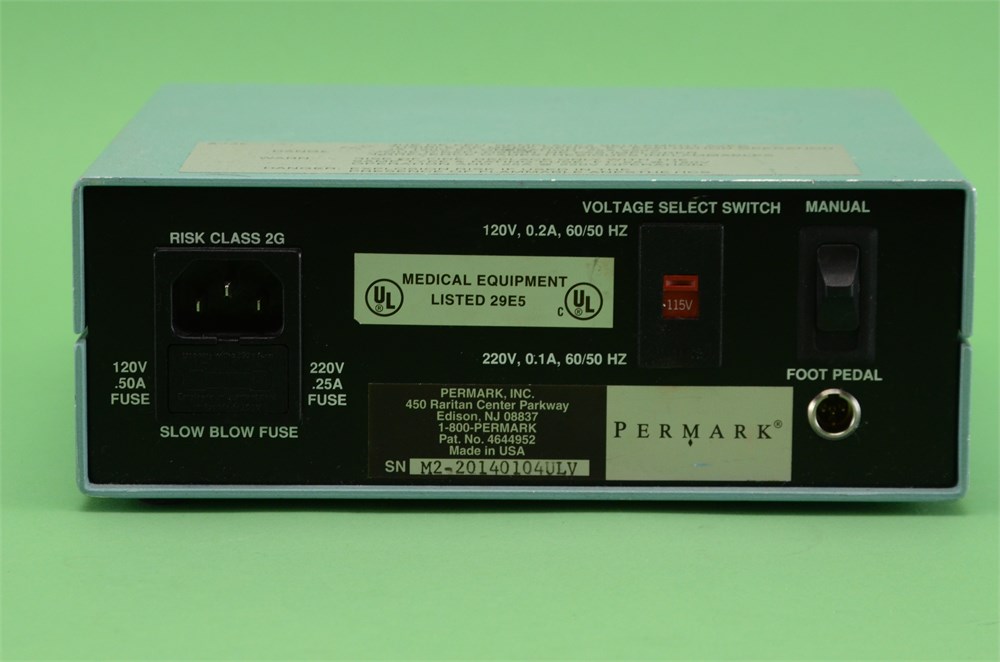 VOLTAGE SELECT SWITCH
MANUAL
120V, 0.2A, 60/50 HZ
RISK CLASS 2G
UL
®
MEDICAL EQUIPMENT
LISTED 29E5
C UL
®
115V
220V, 0.1A, 60/50 HZ
120V
.50A
FUSE
220V
.25A
FUSE
SLOW BLOW FUSE
FOOT PEDAL
PERMARK, INC.
450 Raritan Center Parkway
Edison, NJ 08837
1-800-PERMARK
Pat. No. 4644952
Made in USA
SN M2-20140104ULV
PERMARK®